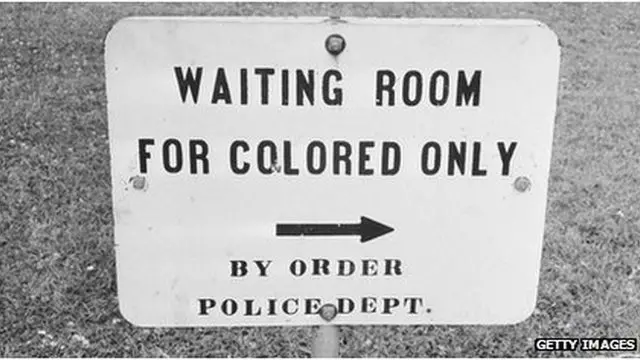 WAITING ROOM
FOR COLORED ONLY
BY ORDER
POLICE DEPT.
GETTY IMAGES